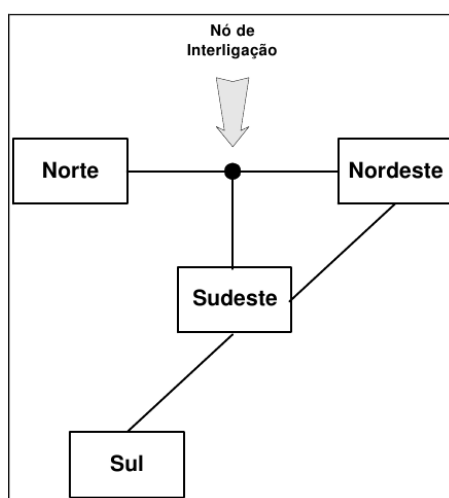 Nó de
Interligação
Norte
Nordeste
Sudeste
Sul